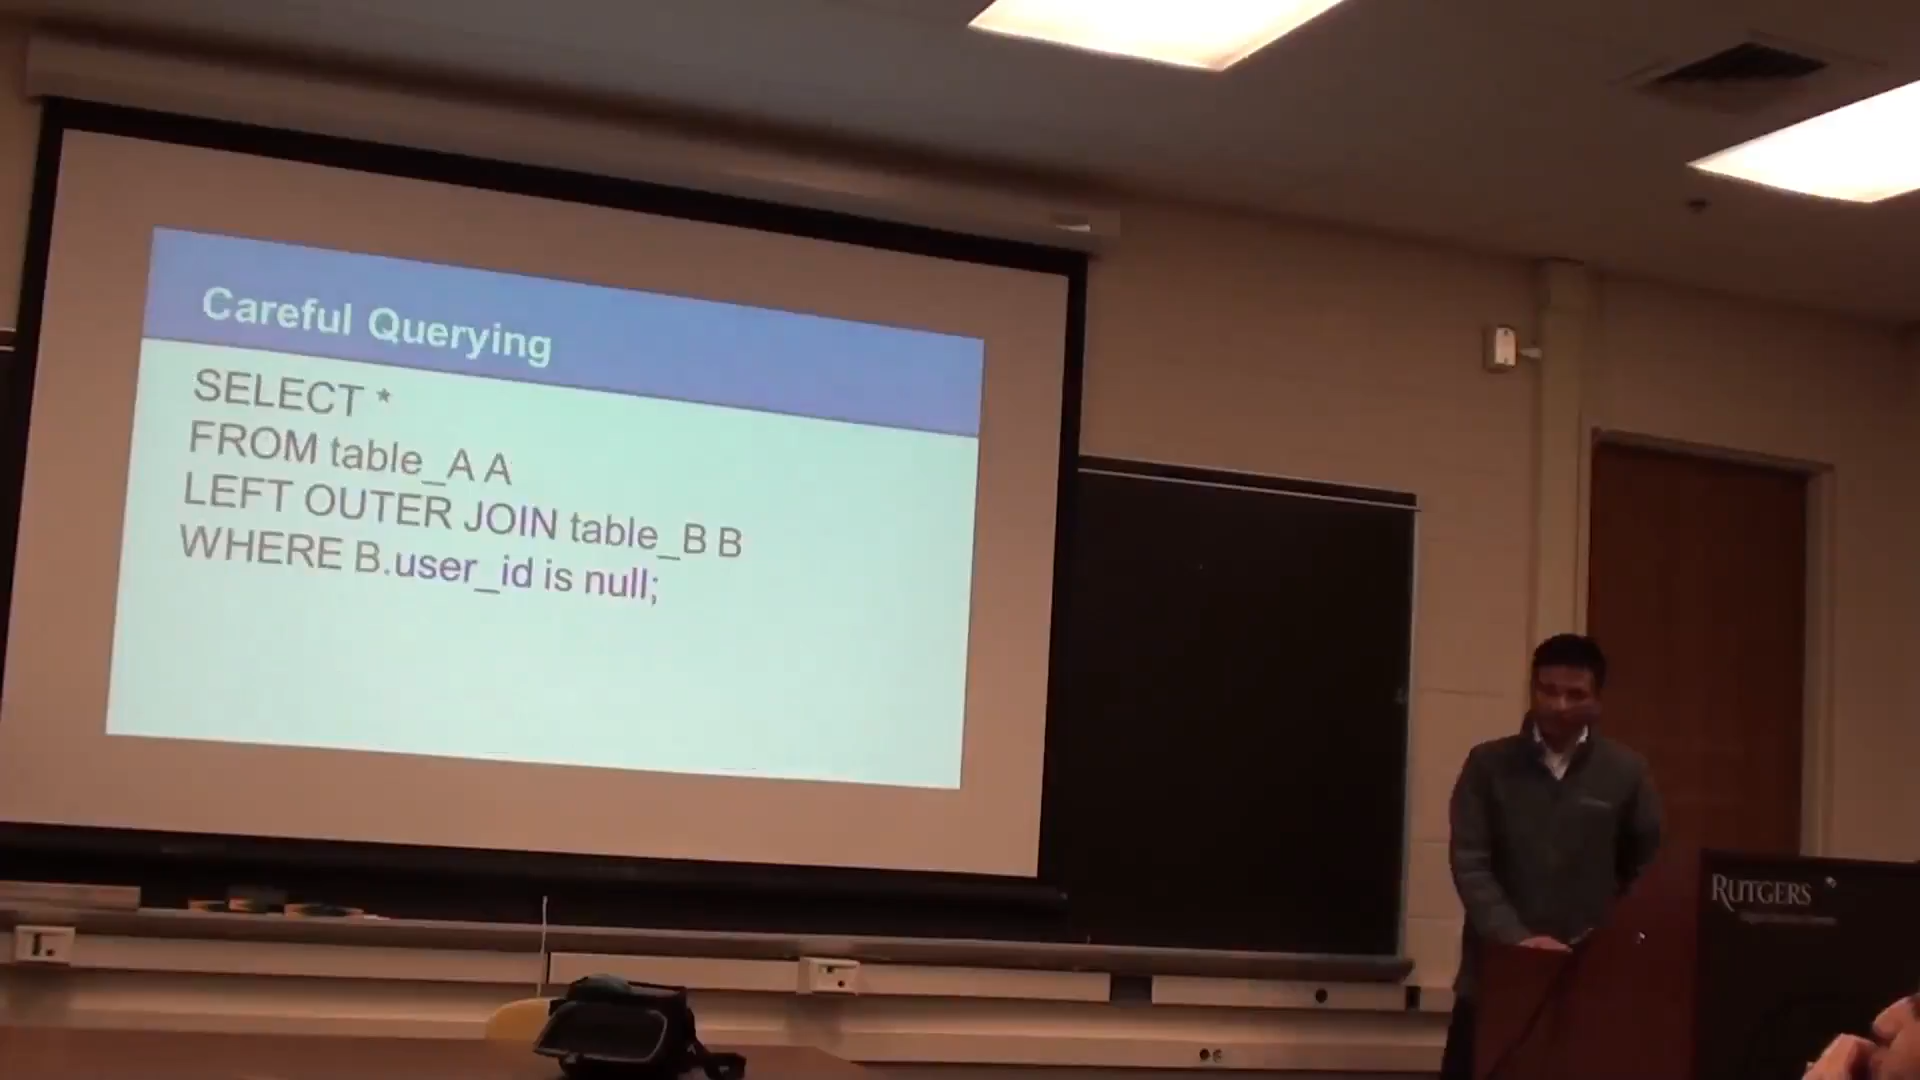 Careful Querying
SELECT *
FROM table_A A
LEFT OUTER JOIN table_B B
WHERE B.user_id is null;
RUTGERS